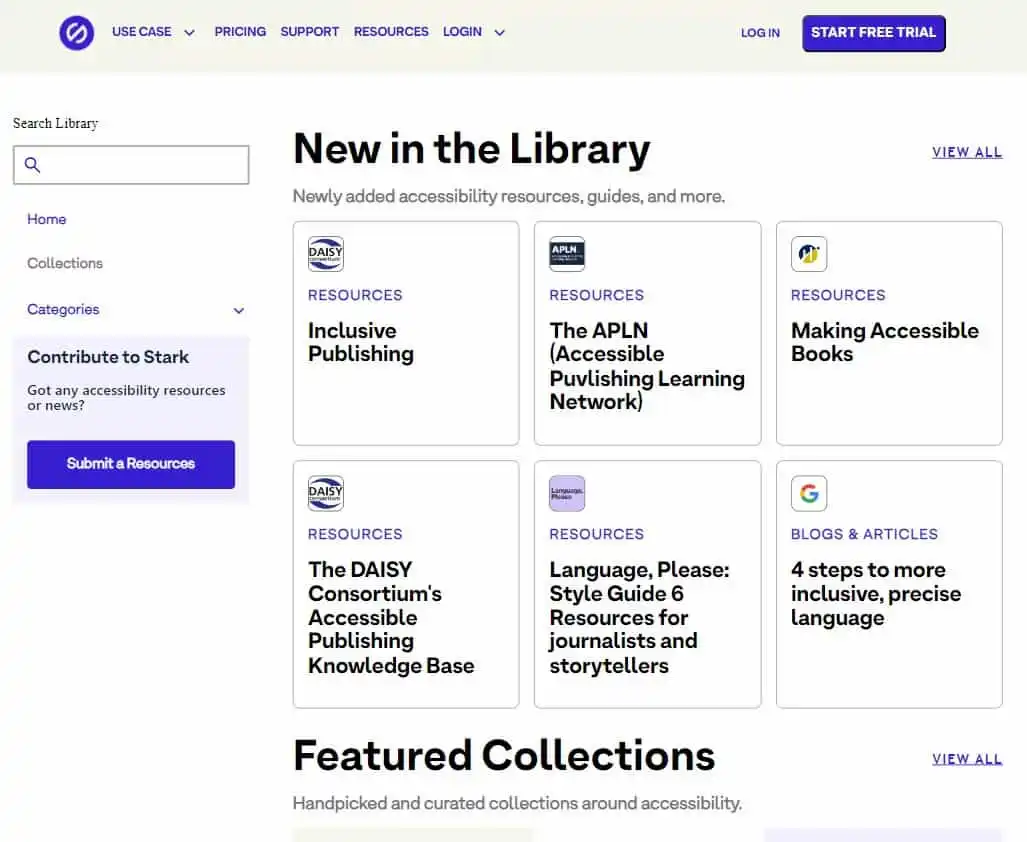 USE CASE PRICING SUPPORT RESOURCES LOGIN LOG IN START FREE TRIAL
Search Library
Home
Collections
Categories
Contribute to Stark
Got any accessibility resources
or news?
Submit a Resources
New in the Library
VIEW ALL
Newly added accessibility resources, guides, and more.
DAISY
consortium
RESOURCES
Inclusive
Publishing
APLN
RESOURCES
The APLN
(Accessible
Puvlishing Learning
Network)
RESOURCES
Making Accessible
Books
DAISY
consortium
RESOURCES
The DAISY
Consortium's
Accessible
Publishing
Knowledge Base
Language,
Please
RESOURCES
Language, Please:
Style Guide 6
Resources for
journalists and
storytellers
G
BLOGS & ARTICLES
4 steps to more
inclusive, precise
language
Featured Collections
VIEW ALL
Handpicked and curated collections around accessibility.